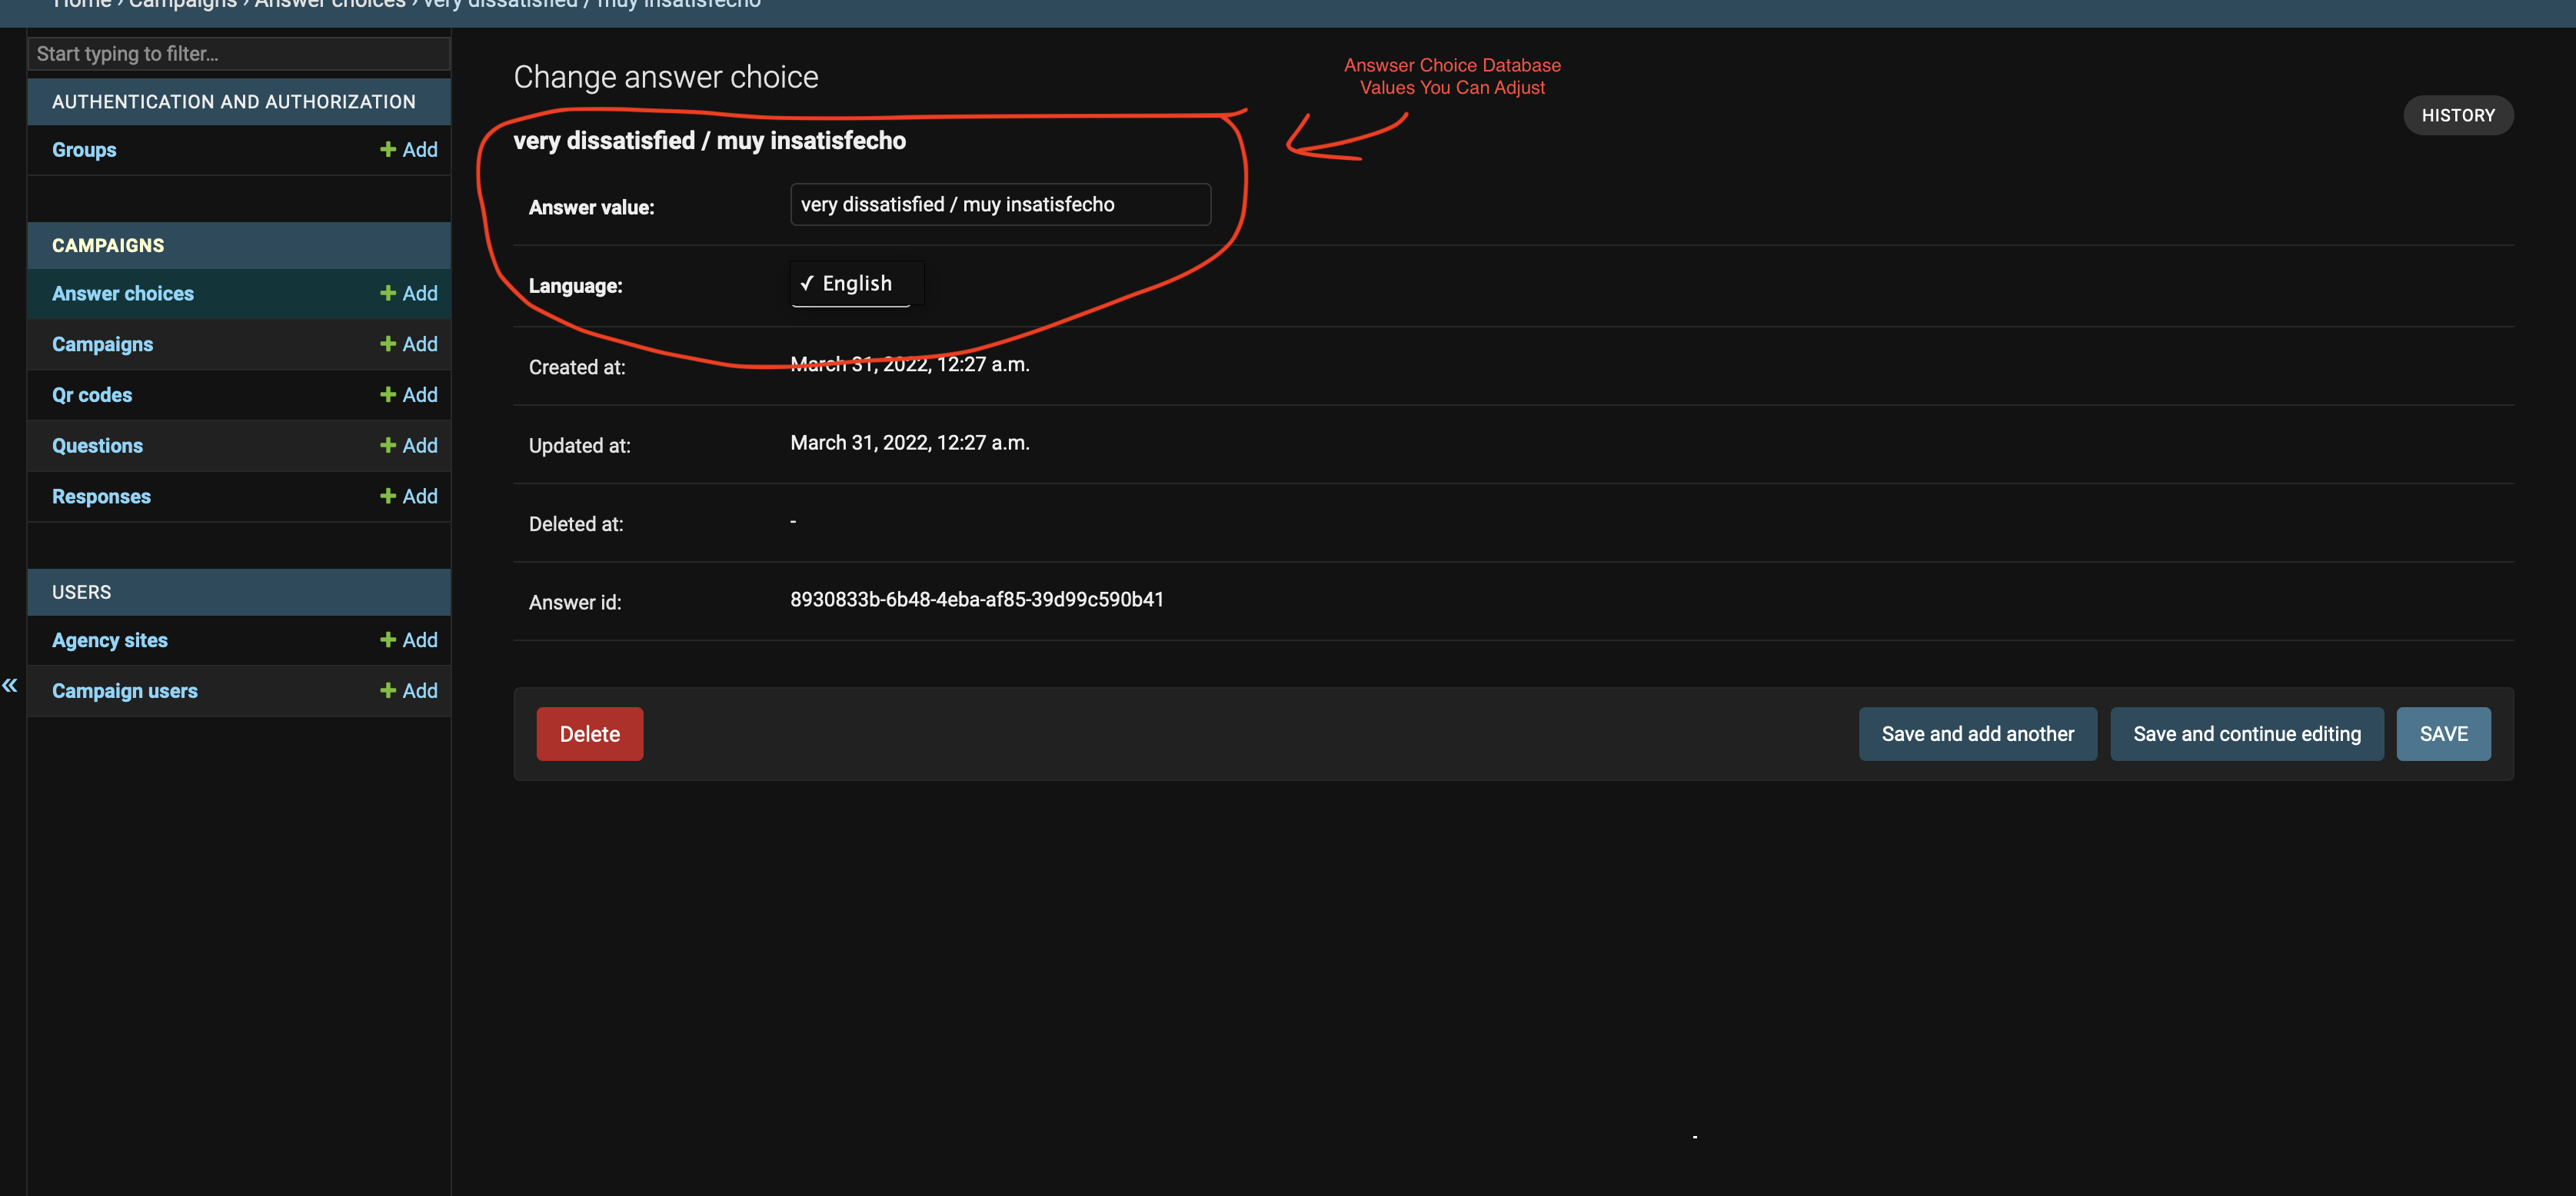 Home › Campaigns › Answer choices › very dissatisfied / muy insatisfecho
Start typing to filter...
AUTHENTICATION AND AUTHORIZATION
Groups + Add
CAMPAIGNS
Answer choices + Add
Campaigns + Add
Qr codes + Add
Questions + Add
Responses + Add
USERS
Agency sites + Add
Campaign users + Add
«
Change answer choice
Answser Choice Database
Values You Can Adjust
HISTORY
very dissatisfied / muy insatisfecho
Answer value: very dissatisfied / muy insatisfecho
Language: ✓ English
Created at: March 31, 2022, 12:27 a.m.
Updated at: March 31, 2022, 12:27 a.m.
Deleted at: -
Answer id: 8930833b-6b48-4eba-af85-39d99c590b41
Delete
Save and add another
Save and continue editing
SAVE